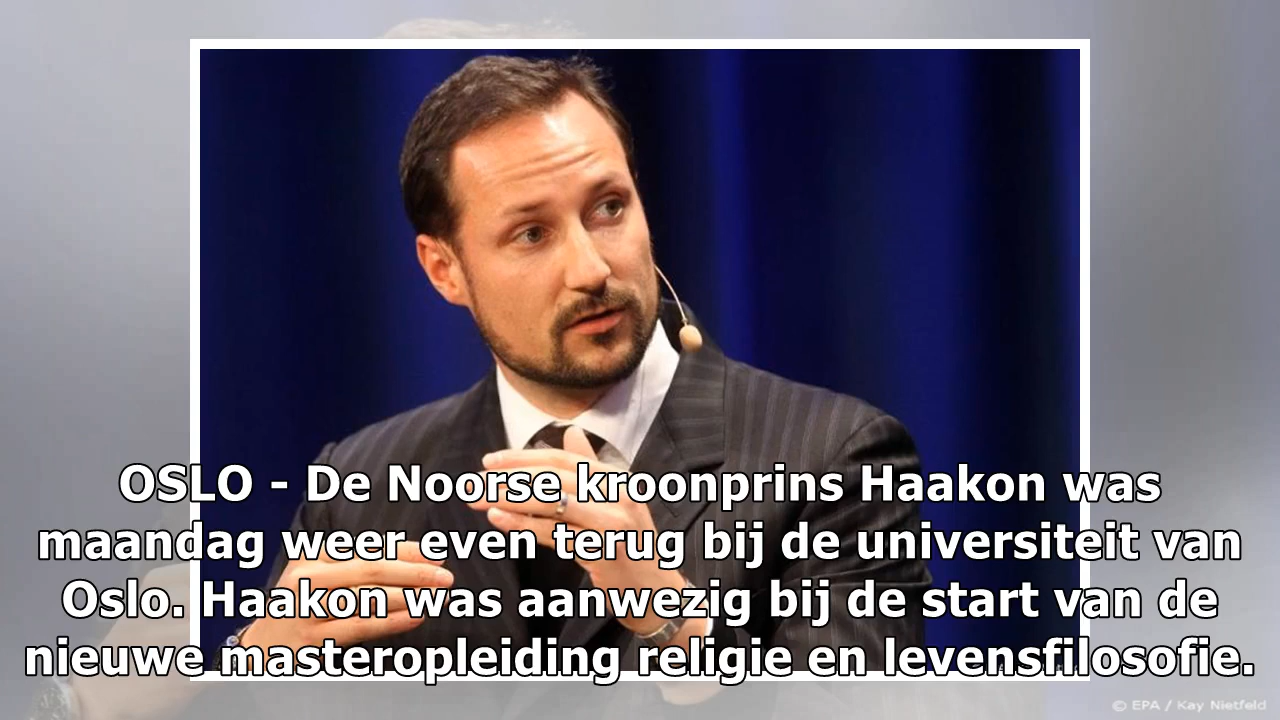 OSLO - De Noorse kroonprins Haakon was
maandag weer even terug bij de universiteit van
Oslo. Haakon was aanwezig bij de start van de
nieuwe masteropleiding religie en levensfilosofie.
© EPA / Kay Nietfeld